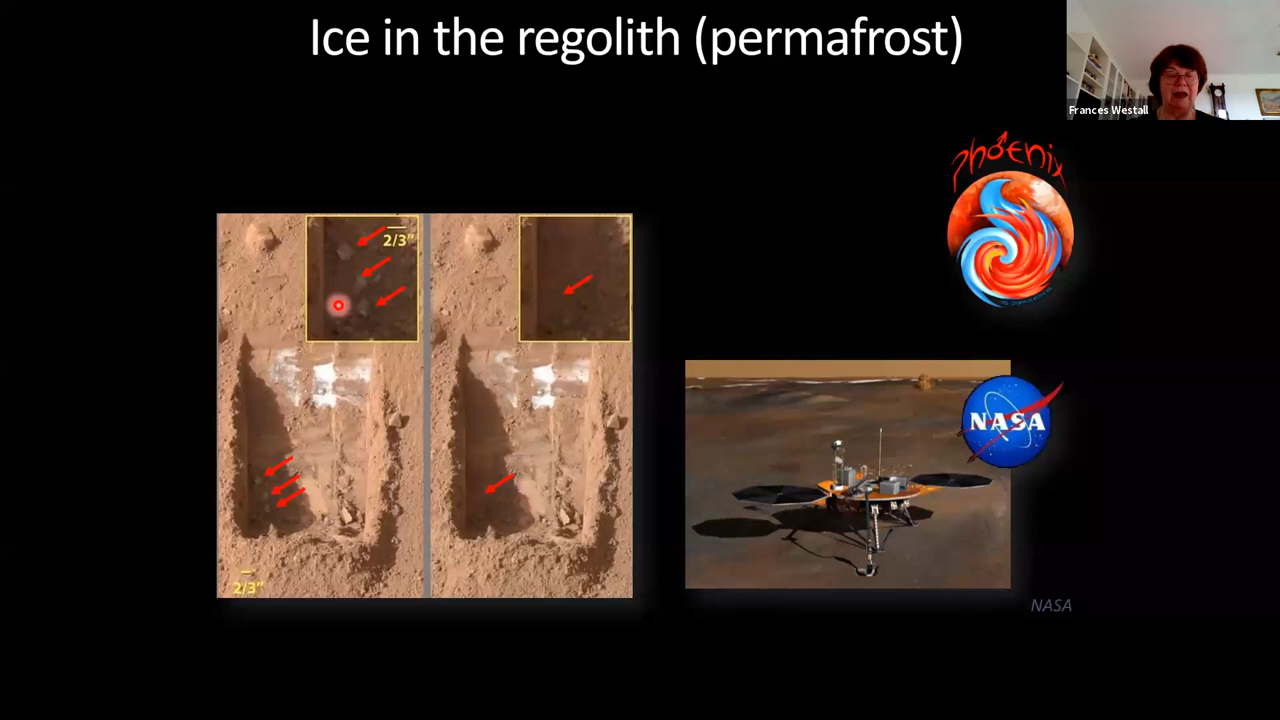 Ice in the regolith (permafrost)
Frances Westall
Phoenix
2/3”
2/3”
NASA
NASA